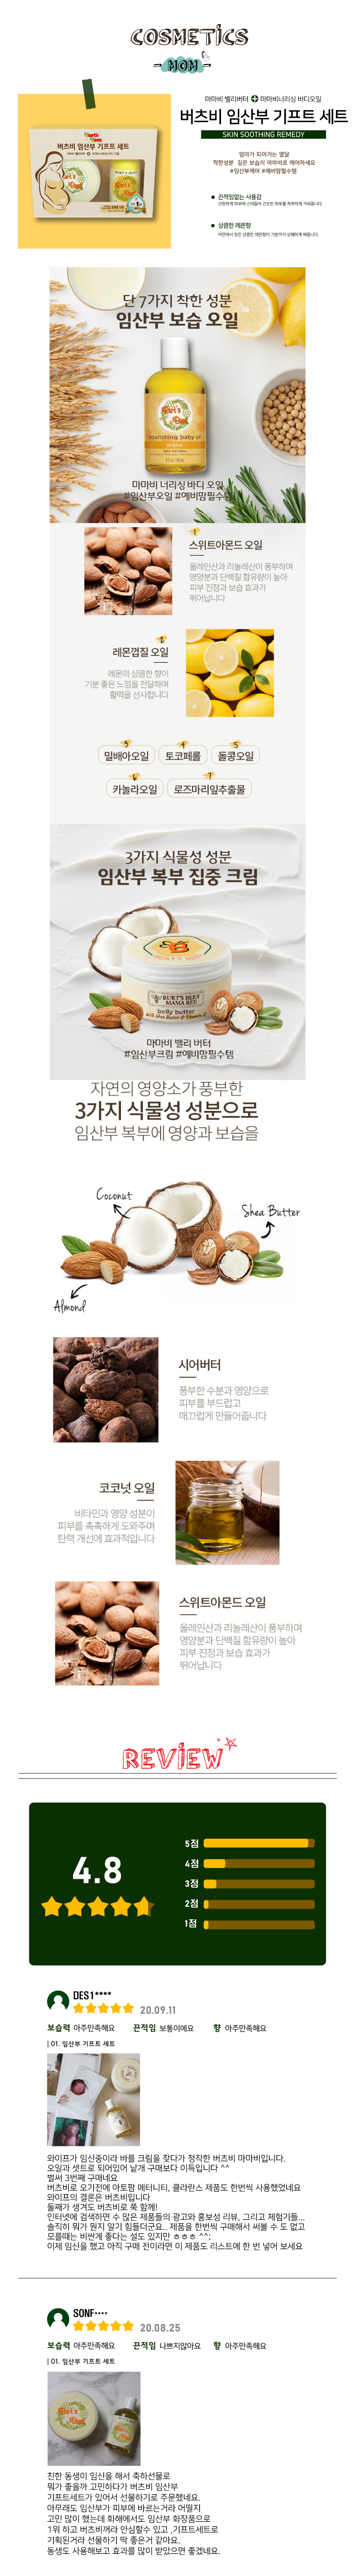 COSMETICS
MOM
마마비 벨리버터 + 마마비너리싱 바디오일
버츠비 임산부 기프트 세트
SKIN SOOTHING REMEDY
엄마가 되어가는 열달
착한성분 깊은 보습의 마마비로 케어하세요
#임산부케어 #예비맘필수템
끈적임없는 사용감
상큼한 레몬향
버츠비 임산부 기프트 세트
단 7가지 착한 성분
임산부 보습 오일
Burt's Bees
nourishing baby oil
마마비 너리싱 바디 오일
#임산부오일 #예비맘필수템
1
스위트아몬드 오일
올레인산과 리놀레산이 풍부하며
영양분과 단백질 함유량이 높아
피부 진정과 보습 효과가
뛰어납니다
2
레몬껍질 오일
레몬의 상큼한 향이
기분 좋은 느낌을 전달하며
활력을 선사합니다
3 4 5
밀배아오일 토코페롤 돌콩오일
6 7
카놀라오일 로즈마리잎추출물
3가지 식물성 성분
임산부 복부 집중 크림
BURT'S BEES
MAMA BEE
belly butter
with Shea Butter & Vitamin E
마마비 밸리 버터
#임산부크림 #예비맘필수템
자연의 영양소가 풍부한
3가지 식물성 성분으로
임산부 복부에 영양과 보습을
Coconut
Shea Butter
Almond
시어버터
풍부한 수분과 영양으로
피부를 부드럽고
매끄럽게 만들어줍니다
코코넛 오일
비타민과 영양 성분이
피부를 촉촉하게 도와주며
탄력 개선에 효과적입니다
스위트아몬드 오일
올레인산과 리놀레산이 풍부하며
영양분과 단백질 함유량이 높아
피부 진정과 보습 효과가
뛰어납니다
REVIEW
4.8
5점
4점
3점
2점
1점
DES1****
20.09.11
보습력 아주만족해요 끈적임 보통이에요 향 아주만족해요
| 01. 임산부 기프트 세트
와이프가 임신중이라 바를 크림을 찾다가 정착한 버츠비 마마비입니다.
오일과 셋트로 되어있어 낱개 구매보다 이득입니다 ^^
벌써 3번째 구매네요
버츠비로 오기전에 아토팜 메터니티, 클라란스 제품도 한번씩 사용했었네요
와이프의 결론은 버츠비입니다
둘째가 생겨도 버츠비로 쭉 함께!
인터넷에 검색하면 수 많은 제품들의 광고와 홍보성 리뷰, 그리고 체험기들...
솔직히 뭐가 뭔지 알기 힘들더군요.. 제품을 한번씩 구매해서 써볼 수 도 없고
모를때는 비싼게 좋다는 설도 있지만 ㅎㅎㅎ ^^;
이제 임신을 했고 아직 구매 전이라면 이 제품도 리스트에 한 번 넣어 보세요
SONF****
20.08.25
보습력 아주만족해요 끈적임 나쁘지않아요 향 아주만족해요
| 01. 임산부 기프트 세트
친한 동생이 임신을 해서 축하선물로
뭐가 좋을까 고민하다가 버츠비 임산부
기프트세트가 있어서 선물하기로 주문했네요.
아무래도 임산부가 피부에 바르는거라 어떨지
고민 많이 했는데 화해에서도 임산부 화장품으로
1위 하고 버츠비꺼라 안심할수 있고 ,기프트세트로
기획된거라 선물하기 딱 좋은거 같아요.
동생도 사용해보고 효과를 많이 받았으면 좋겠네요.